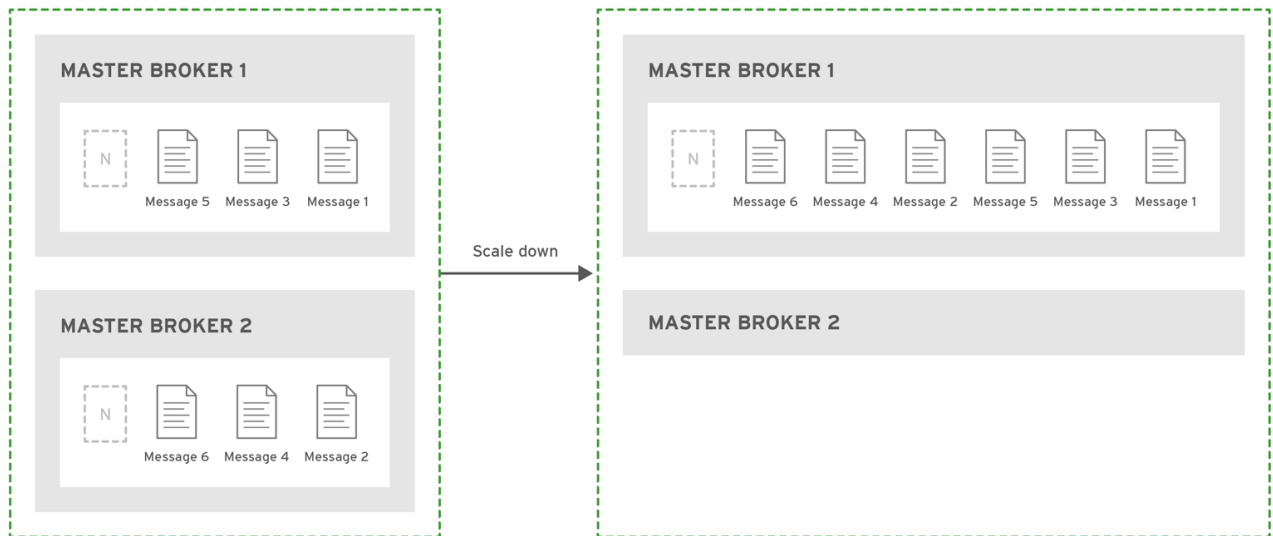 MASTER BROKER 1
N
Message 5 Message 3 Message 1
MASTER BROKER 2
N
Message 6 Message 4 Message 2
Scale down
MASTER BROKER 1
N
Message 6 Message 4 Message 2 Message 5 Message 3 Message 1
MASTER BROKER 2